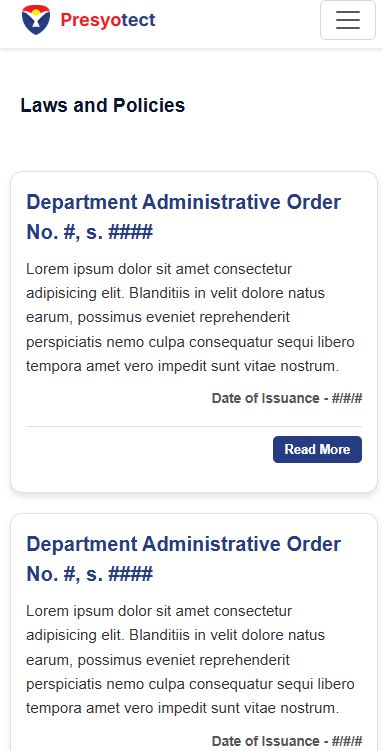 Presyotect
Laws and Policies
Department Administrative Order
No. #, s. ####
Lorem ipsum dolor sit amet consectetur
adipisicing elit. Blanditiis in velit dolore natus
earum, possimus eveniet reprehenderit
perspiciatis nemo culpa consequatur sequi libero
tempora amet vero impedit sunt vitae nostrum.
Date of Issuance - #/#/#
Read More
Department Administrative Order
No. #, s. ####
Lorem ipsum dolor sit amet consectetur
adipisicing elit. Blanditiis in velit dolore natus
earum, possimus eveniet reprehenderit
perspiciatis nemo culpa consequatur sequi libero
tempora amet vero impedit sunt vitae nostrum.
Date of Issuance - #/#/#